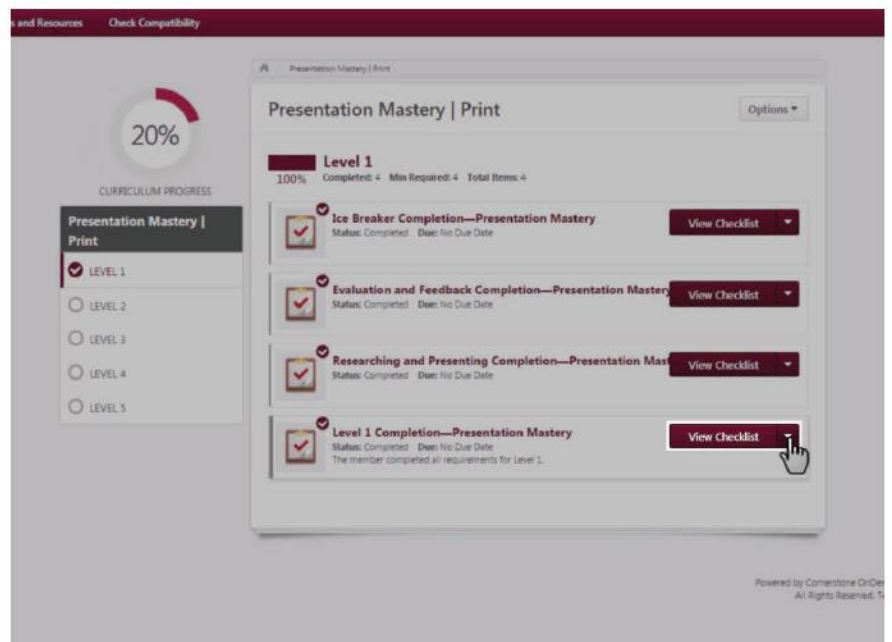 s and Resources Check Compatibility
Presentation Mastery | Print
20%
CURRICULUM PROGRESS
Presentation Mastery |
Print
LEVEL 1
LEVEL 2
LEVEL 3
LEVEL 4
LEVEL 5
Presentation Mastery | Print
Options
Level 1
100% Completed: 4 Min Required: 4 Total Items: 4
Ice Breaker Completion—Presentation Mastery
Status: Completed Due: No Due Date
View Checklist
Evaluation and Feedback Completion—Presentation Mastery
Status: Completed Due: No Due Date
View Checklist
Researching and Presenting Completion—Presentation Mas
Status: Completed Due: No Due Date
View Checklist
Level 1 Completion—Presentation Mastery
Status: Completed Due: No Due Date
The member completed all requirements for Level 1.
View Checklist
Powered by Cornerstone OnDe
All Rights Reserved. T